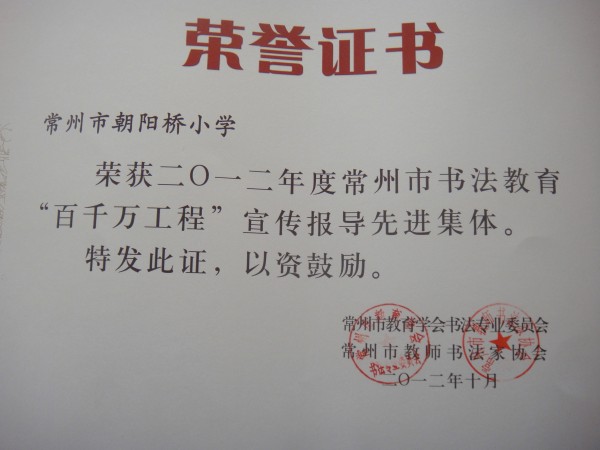 荣誉证书
常州市朝阳桥小学
荣获二〇一二年度常州市书法教育
“百千万工程”宣传报导先进集体。
特发此证，以资鼓励。
常州市教育学会书法专业委员会
常州市教师书法家协会
二〇一二年十月